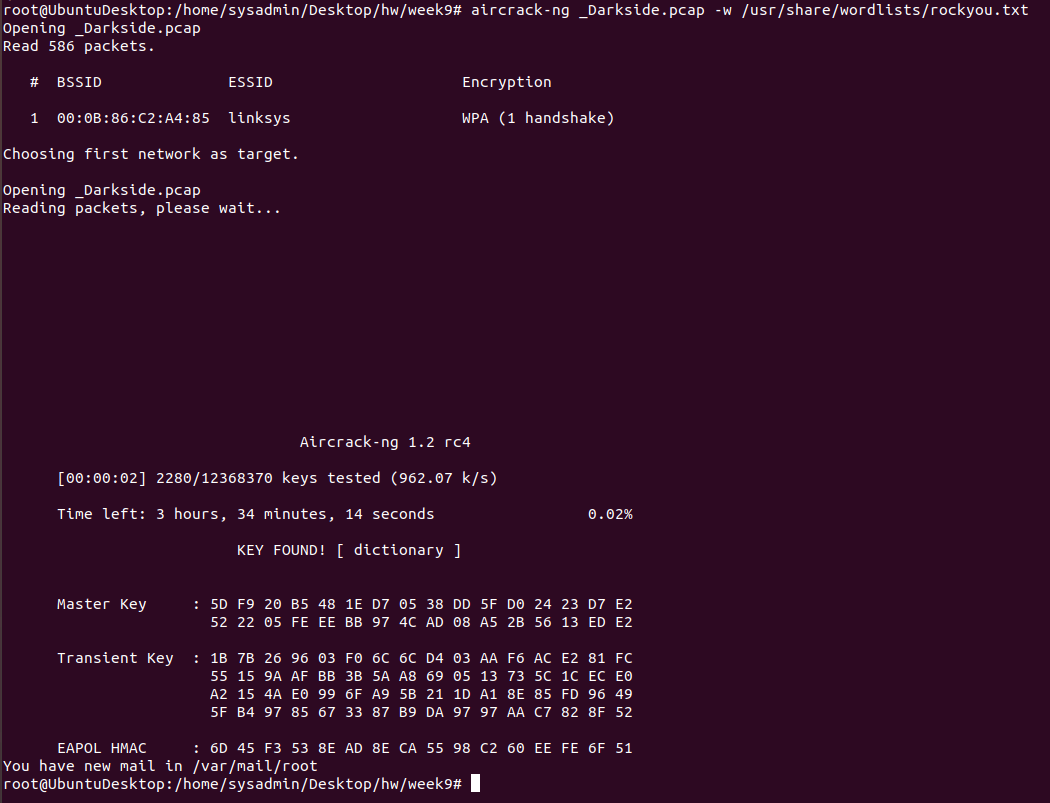 root@UbuntuDesktop:/home/sysadmin/Desktop/hw/week9# aircrack-ng _Darkside.pcap -w /usr/share/wordlists/rockyou.txt
Opening _Darkside.pcap
Read 586 packets.
# BSSID ESSID Encryption
1 00:0B:86:C2:A4:85 linksys WPA (1 handshake)
Choosing first network as target.
Opening _Darkside.pcap
Reading packets, please wait...
Aircrack-ng 1.2 rc4
[00:00:02] 2280/12368370 keys tested (962.07 k/s)
Time left: 3 hours, 34 minutes, 14 seconds 0.02%
KEY FOUND! [ dictionary ]
Master Key : 5D F9 20 B5 48 1E D7 05 38 DD 5F D0 24 23 D7 E2
52 22 05 FE EE BB 97 4C AD 08 A5 2B 56 13 ED E2
Transient Key : 1B 7B 26 96 03 F0 6C 6C D4 03 AA F6 AC E2 81 FC
55 15 9A AF BB 3B 5A A8 69 05 13 73 5C 1C EC E0
A2 15 4A E0 99 6F A9 5B 21 1D A1 8E 85 FD 96 49
5F B4 97 85 67 33 87 B9 DA 97 97 AA C7 82 8F 52
EAPOL HMAC : 6D 45 F3 53 8E AD 8E CA 55 98 C2 60 EE FE 6F 51
You have new mail in /var/mail/root
root@UbuntuDesktop:/home/sysadmin/Desktop/hw/week9#